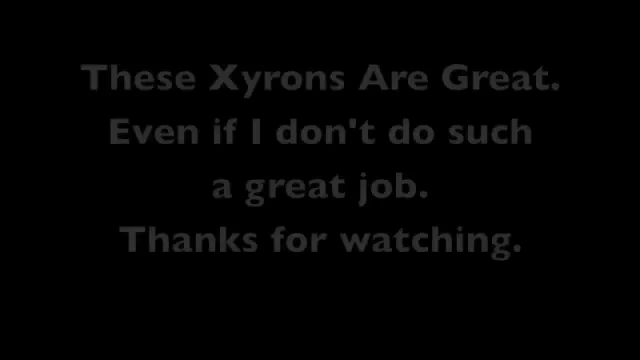 These Xyrons Are Great.
Even if I don't do such
a great job.
Thanks for watching.